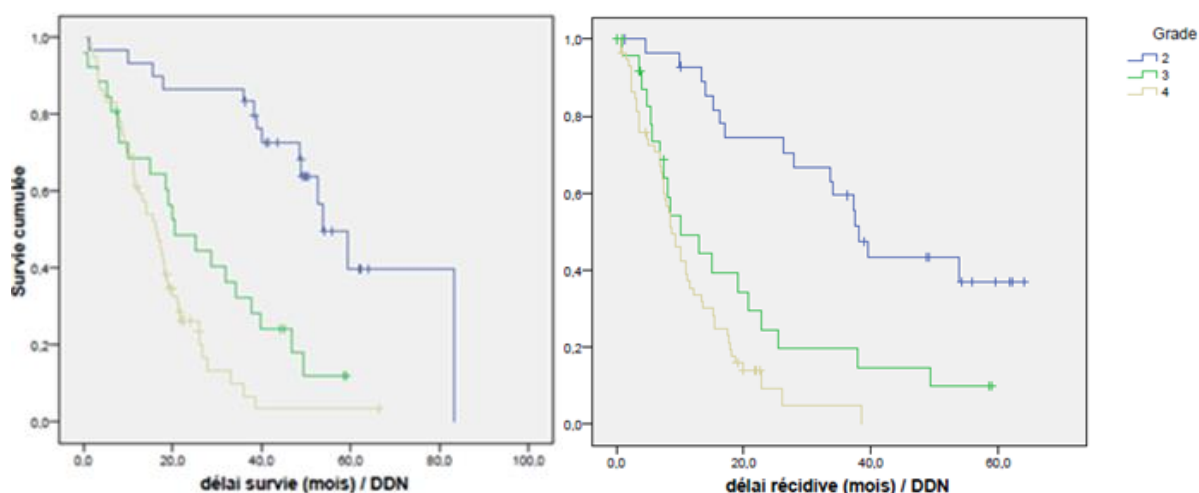 Survie cumulée
1,0
0,8
0,6
0,4
0,2
0,0
0,0 20,0 40,0 60,0 80,0 100,0
délai survie (mois) / DDN
1,0
0,8
0,6
0,4
0,2
0,0
0,0 20,0 40,0 60,0
délai récidive (mois) / DDN
Grade
2
3
4